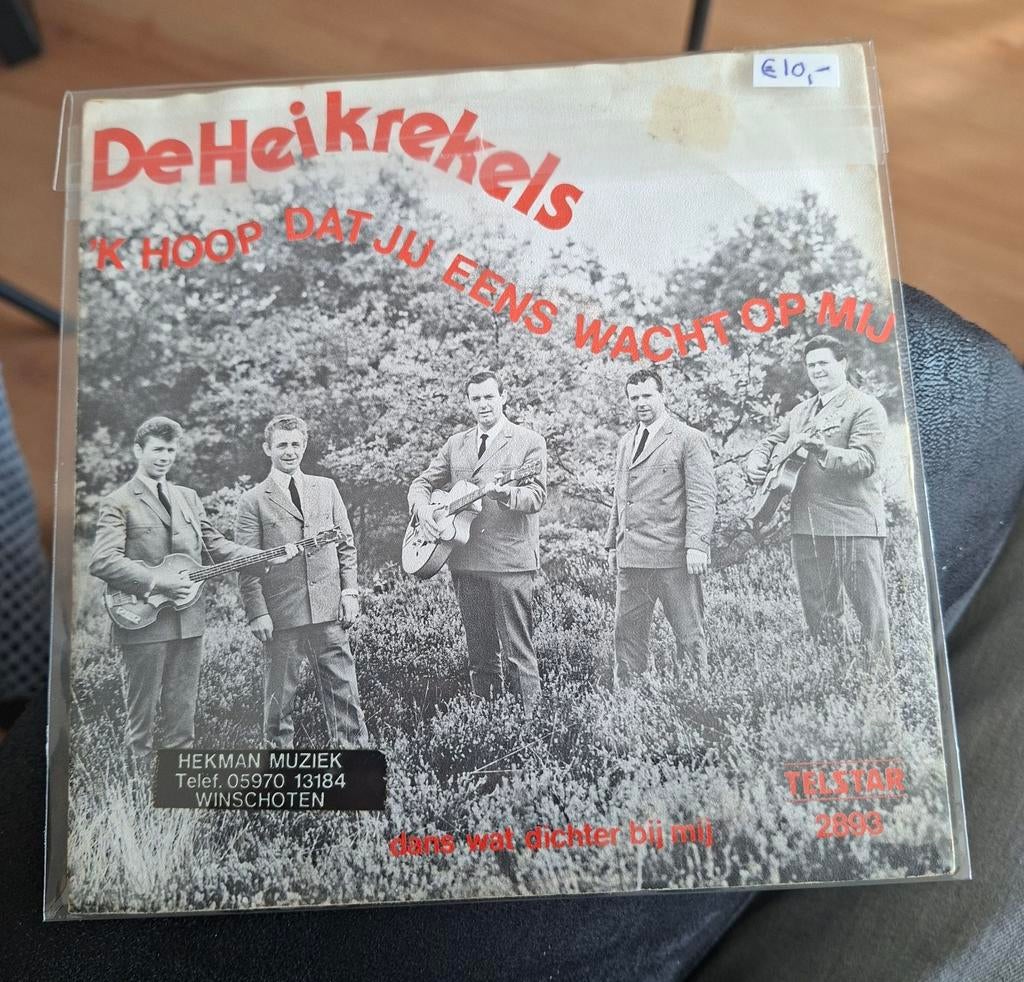 €10,-
De Heikrekels
'K HOOP DAT JIJ EENS WACHT OP MIJ
HEKMAN MUZIEK
Telef. 05970 13184
WINSCHOTEN
TELSTAR
2893
dans wat dichter bij mij